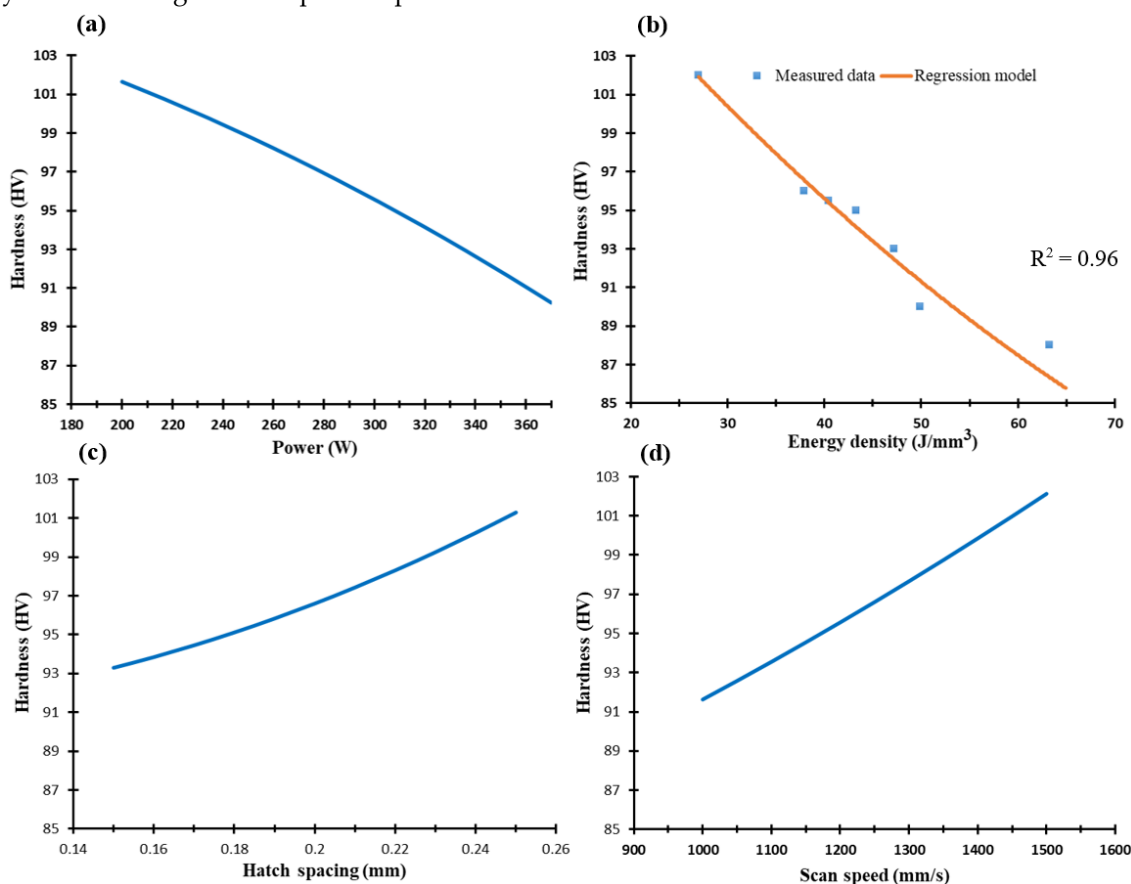 (a)
103
101
99
97
95
93
91
89
87
85
Hardness (HV)
180 200 220 240 260 280 300 320 340 360
Power (W)
(b)
103
101
99
97
95
93
91
89
87
85
Hardness (HV)
Measured data Regression model
R² = 0.96
20 30 40 50 60 70
Energy density (J/mm³)
(c)
103
101
99
97
95
93
91
89
87
85
Hardness (HV)
0.14 0.16 0.18 0.2 0.22 0.24 0.26
Hatch spacing (mm)
(d)
103
101
99
97
95
93
91
89
87
85
Hardness (HV)
900 1000 1100 1200 1300 1400 1500 1600
Scan speed (mm/s)